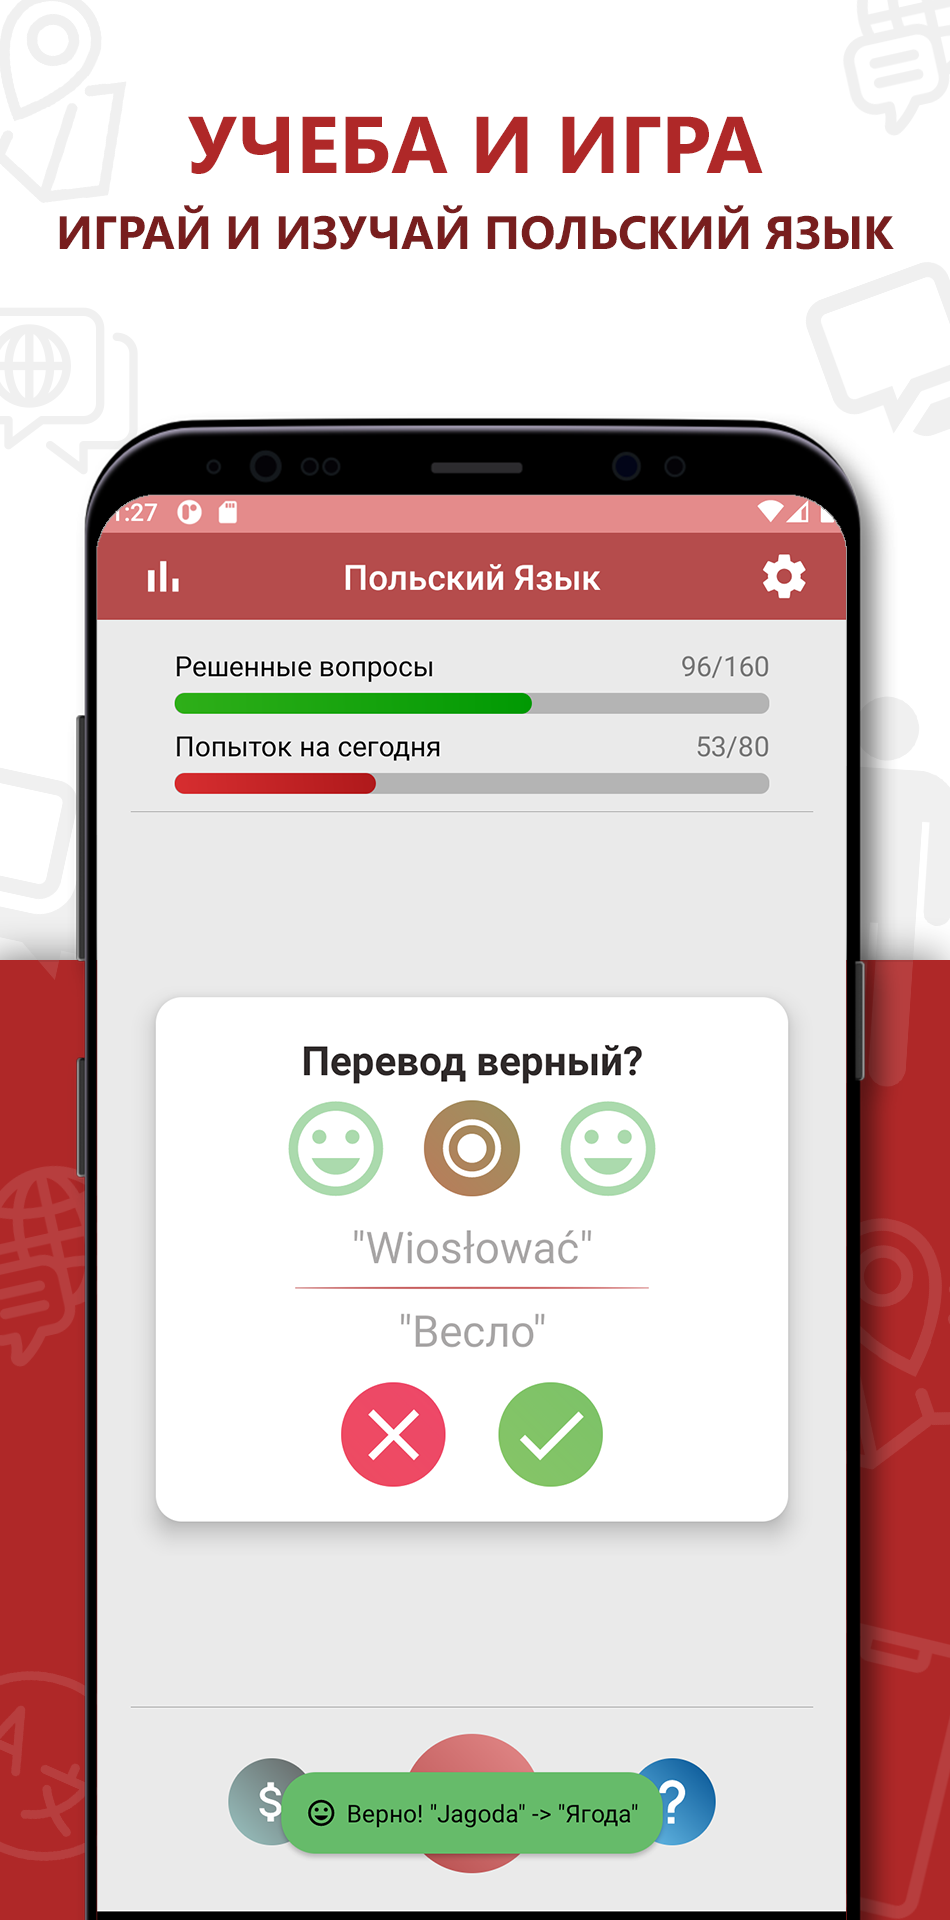 УЧЕБА И ИГРА
ИГРАЙ И ИЗУЧАЙ ПОЛЬСКИЙ ЯЗЫК
1:27
Польский Язык
Решенные вопросы 96/160
Попыток на сегодня 53/80
Перевод верный?
"Wiosłować"
"Весло"
$ ?
Верно! "Jagoda" -> "Ягода"